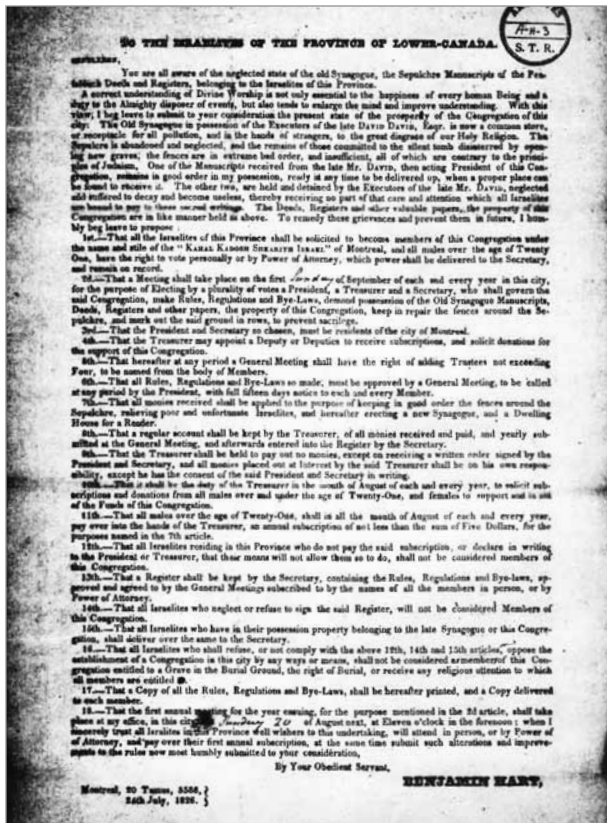 A-H-3
S. T. R.
TO THE ISRAELITES OF THE PROVINCE OF LOWER-CANADA.
BRETHREN,
You are all aware of the neglected state of the old Synagogue, the Sepulchre Manuscripts of the Pen-
tateuch Deeds and Registers, belonging to the Israelites of this Province.
A correct understanding of Divine Worship is not only essential to the happiness of every human Being and a
duty to the Almighty disposer of events, but also tends to enlarge the mind and improve understanding. With this
view, I beg leave to submit to your consideration the present state of the prosperty of the Congregation of this
City: The Old Synagogue in possession of the Executors of the late DAVID DAVID, Esqr. is now a common store,
or receptacle for all pollution, and in the hands of strangers, to the great disgrace of our Holy Religion. The
Sepulcre is abandoned and neglected, and the remains of those committed to the silent tomb disinterred by open-
ing new graves; the fences are in extreme bad order, and insufficient, all of which are contrary to the princi-
ples of Judaism, One of the Manuscripts received from the late Mr. DAVID, then acting President of this Con-
gregation, remains in good order in my possession, ready at any time to be delivered up, when a proper place can
be found to receive it. The other two, are held and detained by the Executors of the late Mr. DAVID, neglected
and suffered to decay and become useless, thereby receiving no part of that care and attention which all Israelites
are bound to pay to these sacred writings. The Deeds, Registers and other valuable papers, the property of this
Congregation are in like manner held as above. To remedy these grievances and prevent them in future, I hum-
bly beg leave to propose:
1st.—That all the Israelites of this Province shall be solicited to become members of this Congregation under
the name and stile of the "KAHAL KADOSH SHEARITH ISRAEL" of Montreal, and all males over the age of Twenty
One, have the right to vote personally or by Power of Attorney, which power shall be delivered to the Secretary,
and remain on record.
2d.—That a Meeting shall take place on the first Sunday of September of each and every year in this city,
for the purpose of Electing by a plurality of votes a President, a Treasurer and a Secretary, who shall govern the
said Congregation, make Rules, Regulations and Bye-Laws, demand possession of the Old Synagogue Manuscripts,
Deeds, Registers and other papers, the property of this Congregation, keep in repair the fences around the Se-
pulcre, and mark out the said ground in rows, to prevent sacrilege.
3rd.—That the President and Secretary so chosen, must be residents of the city of Montreal.
4th.—That the Treasurer may appoint a Deputy or Deputies to receive subscriptions, and solicit donations for
the support of this Congregation.
5th.—That hereafter at any period a General Meeting shall have the right of adding Trustees not exceeding
Four, to be named from the body of Members.
6th.—That all Rules, Regulations and Bye-Laws so made, must be approved by a General Meeting, to be called
at any period by the President, with full fifteen days notice to each and every Member.
7th.—That all monies received shall be applied to the purpose of keeping in good order the fences around the
Sepulchre, relieving poor and unfortunate Israelites, and hereafter erecting a new Synagogue, and a Dwelling
House for a Reader.
8th.—That a regular account shall be kept by the Treasurer, of all monies received and paid, and yearly sub-
mitted at the General Meeting, and afterwards entered into the Register by the Secretary.
9th.—That the Treasurer shall be held to pay out no monies, except on receiving a written order signed by the
President and Secretary, and all monies placed out at Interest by the said Treasurer shall be on his own respon-
sibility, except he has the consent of the said President and Secretary in writing.
10th.—That it shall be the duty of the Treasurer in the month of August of each and every year, to solicit sub-
scriptions and donations from all males over and under the age of Twenty-One, and females to support and in aid
of the Funds of this Congregation.
11th.—That all males over the age of Twenty-One, shall in all the month of August of each and every year,
pay over into the hands of the Treasurer, an annual subscription of not less than the sum of Five Dollars, for the
purposes named in the 7th article.
12th.—That all Israelites residing in this Province who do not pay the said subscription, or declare in writing
to the President or Treasuror, that their means will not allow them so to do, shall not be considered members of
this Congregation.
13th.—That a Register shall be kept by the Secretary, containing the Rules, Regulations and Bye-laws, ap-
proved and agreed to by the General Meetings subscribed to by the names of all the members in person, or by
Power of Attorney.
14th.—That all Israelites who neglect or refuse to sign the said Register, will not be considered Members of
this Congregation.
15th.—That all Israelites who have in their possession property belonging to the late Synagogue or this Congre-
gation, shall deliver over the same to the Secretary.
16.—That all Israelites who shall refuse, or not comply with the above 12th, 14th and 15th articles, oppose the
establishment of a Congregation in this city by any ways or means, shall not be considered a member of this Con-
gregation entitled to a Grave in the Burial Ground, the right of Burial, or receive any religious attention to which
all members are entitled
17.—That a Copy of all the Rules, Regulations and Bye-Laws, shall be hereafter printed, and a Copy delivered
to each member.
18.—That the first annual meeting for the year ensuing, for the purpose mentioned in the 2d article, shall take
place at my office, in this city Sunday 20 of August next, at Eleven o'clock in the forenoon: when I
sincerely trust all Israelites in this Province well wishers to this undertaking, will attend in person, or by Power of
of Attorney, and pay over their first annual subscription, at the same time submit such alterations and improve-
ments to the rules now most humbly submitted to your consideration,
By Your Obedient Servant,
BENJAMIN HART,
Montreal, 20 Tamus, 5586, }
July, 1826. }